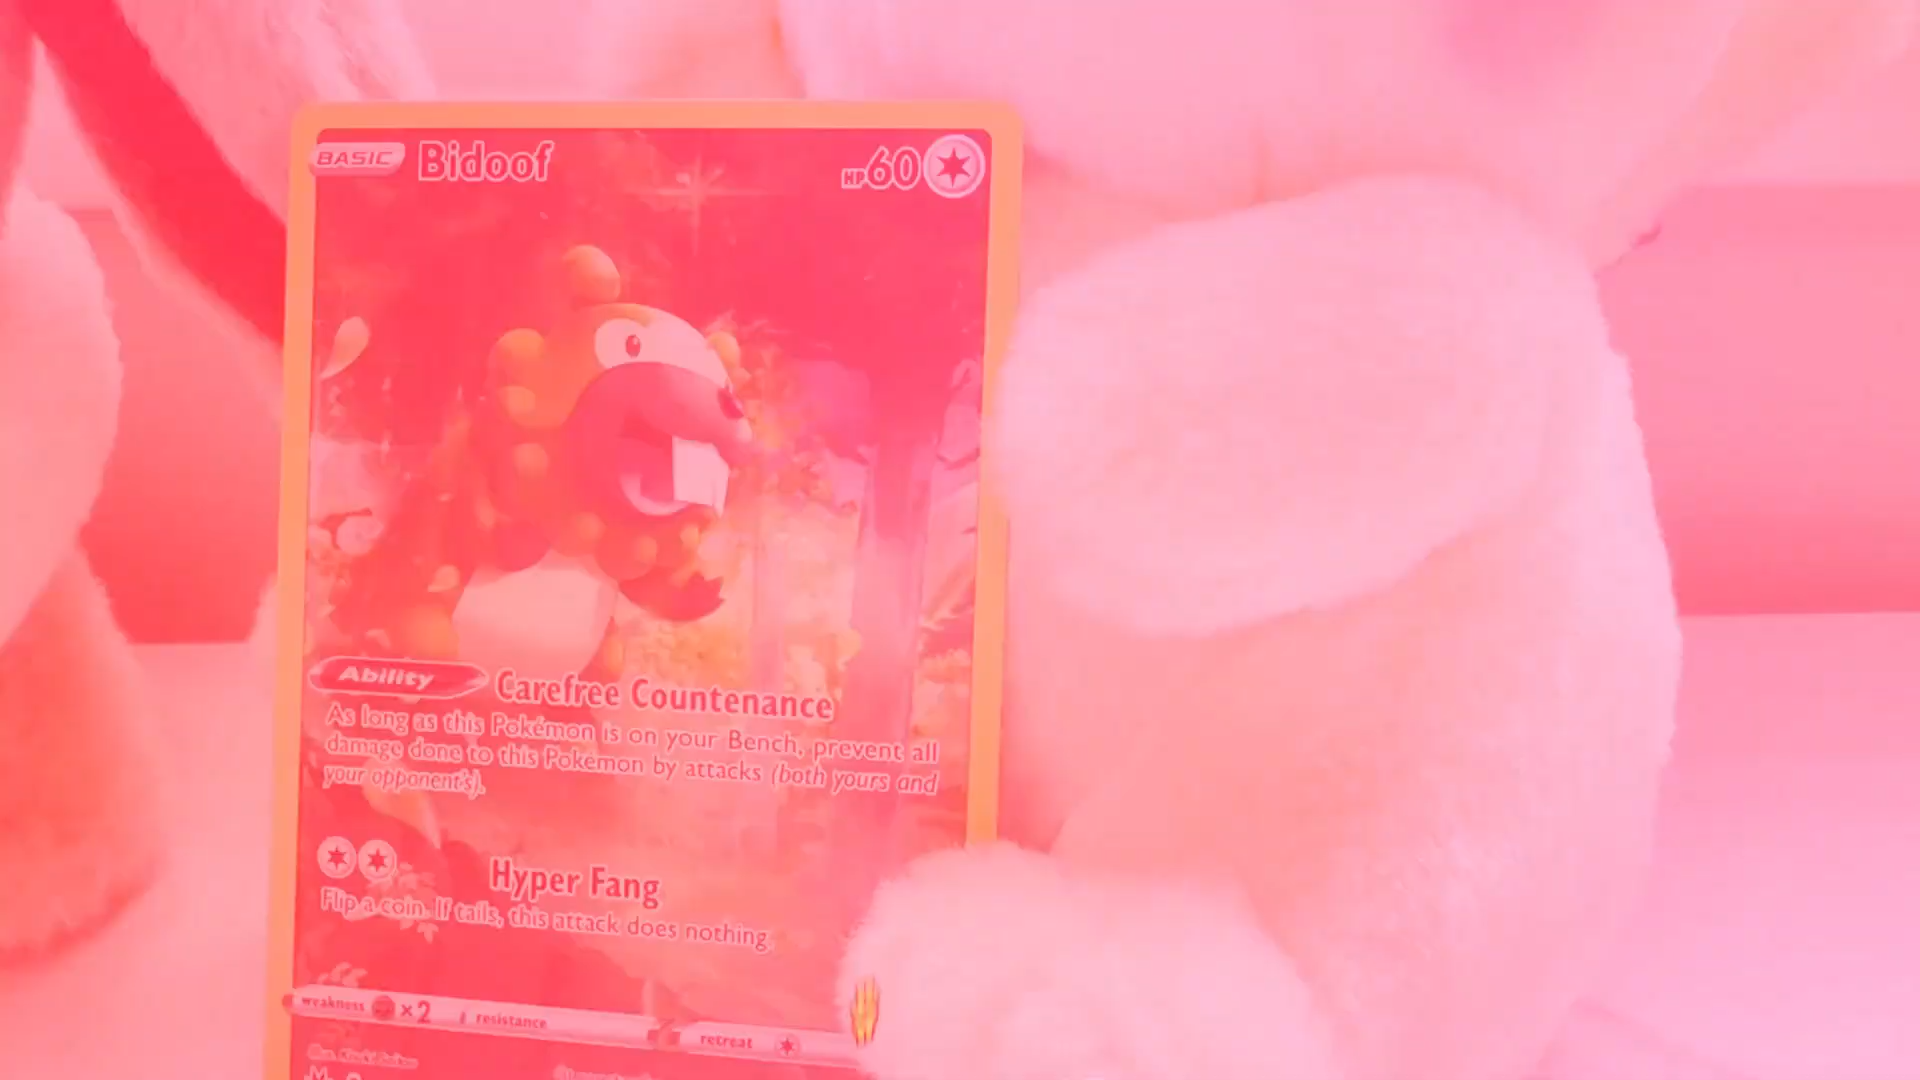 BASIC Bidoof HP60
Ability Carefree Countenance
As long as this Pokémon is on your Bench, prevent all
damage done to this Pokémon by attacks (both yours and
your opponent's).
Hyper Fang
Flip a coin. If tails, this attack does nothing.
weakness ×2 resistance retreat